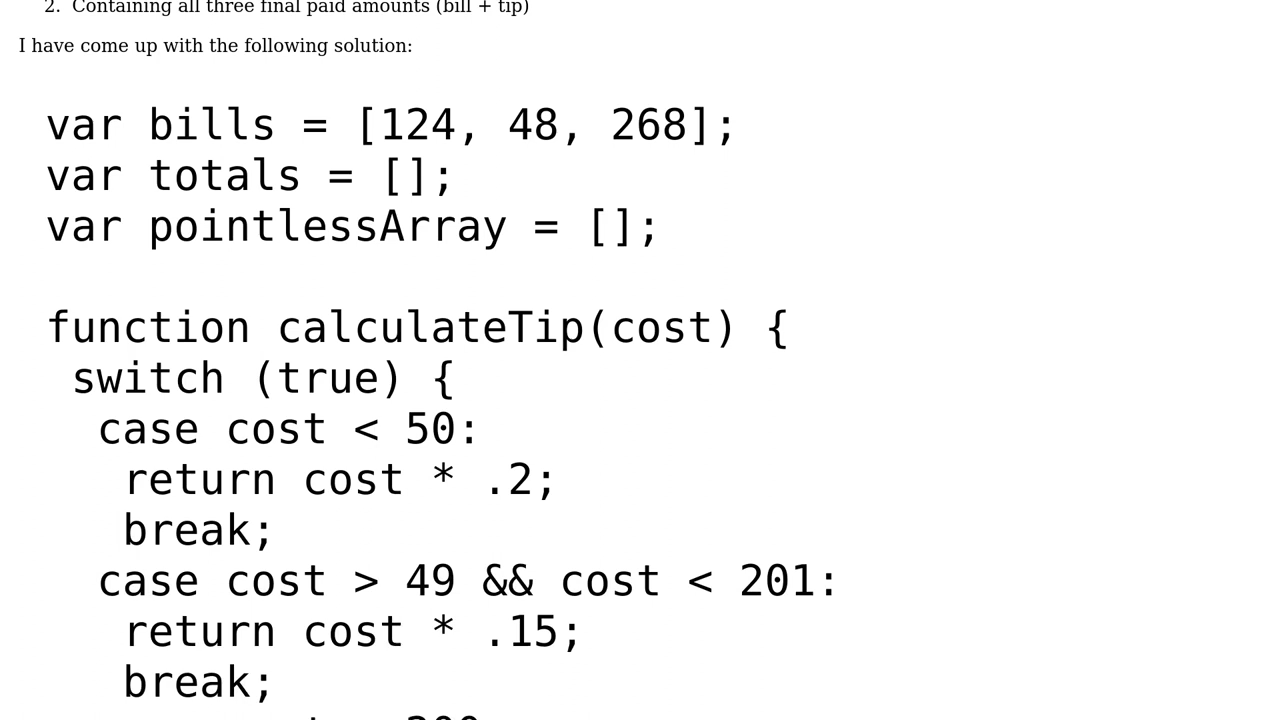 2. Containing all three final paid amounts (bill + tip)
I have come up with the following solution:
var bills = [124, 48, 268];
var totals = [];
var pointlessArray = [];
function calculateTip(cost) {
switch (true) {
case cost < 50:
return cost * .2;
break;
case cost > 49 && cost < 201:
return cost * .15;
break;